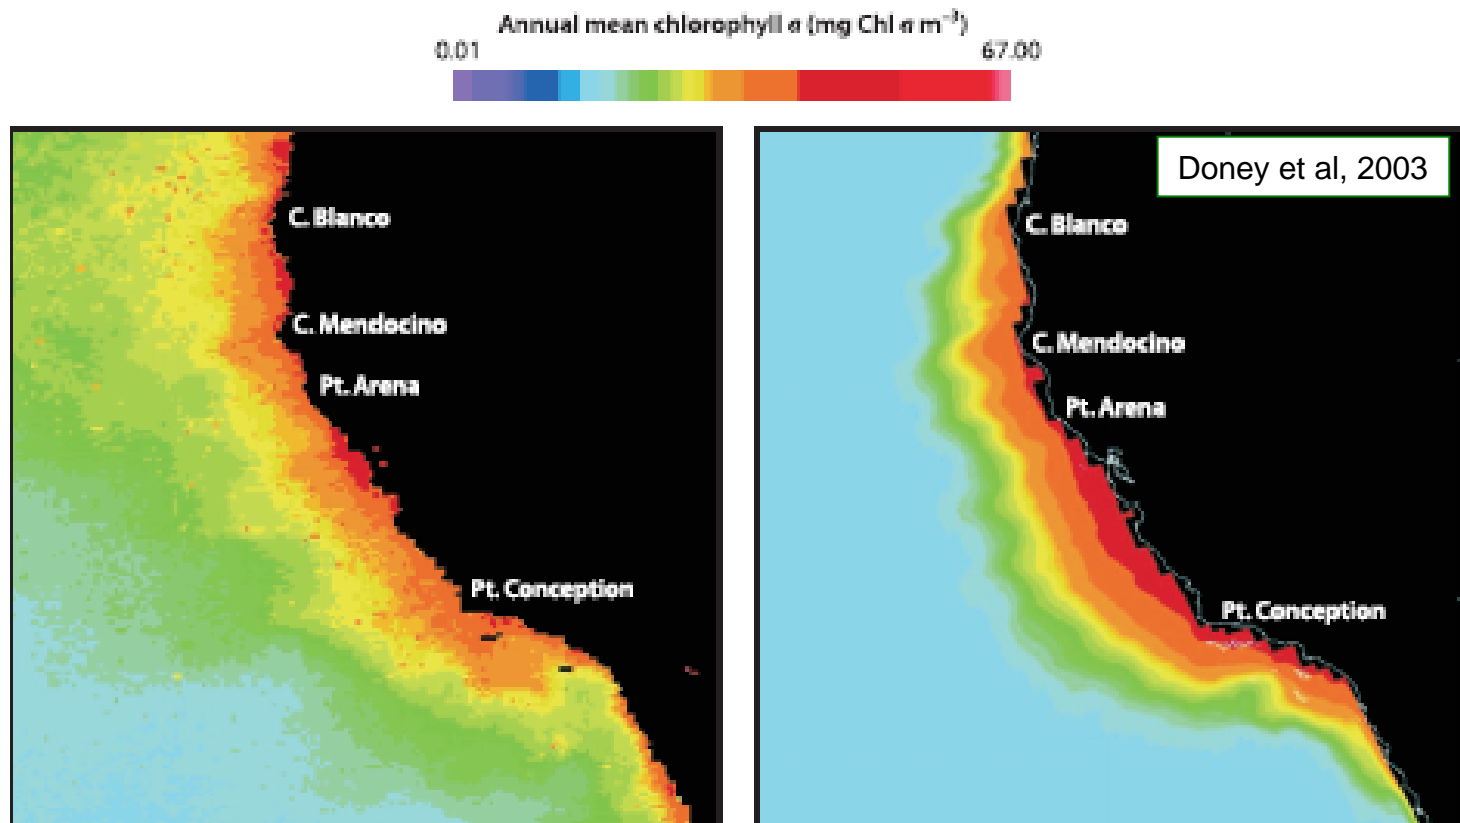 Annual mean chlorophyll a (mg Chl a m⁻³)
0.01 67.00
Doney et al, 2003
C. Blanco
C. Mendocino
Pt. Arena
Pt. Conception
C. Blanco
C. Mendocino
Pt. Arena
Pt. Conception